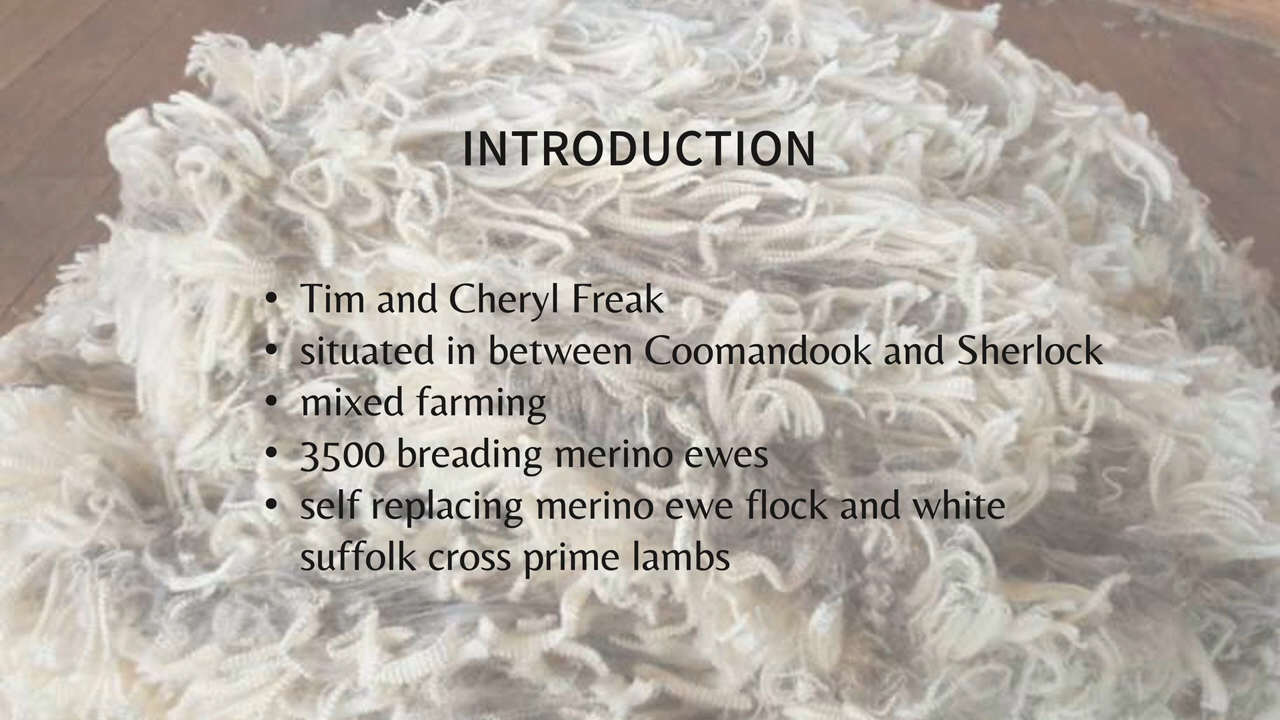 INTRODUCTION
• Tim and Cheryl Freak
• situated in between Coomandook and Sherlock
• mixed farming
• 3500 breading merino ewes
• self replacing merino ewe flock and white
suffolk cross prime lambs